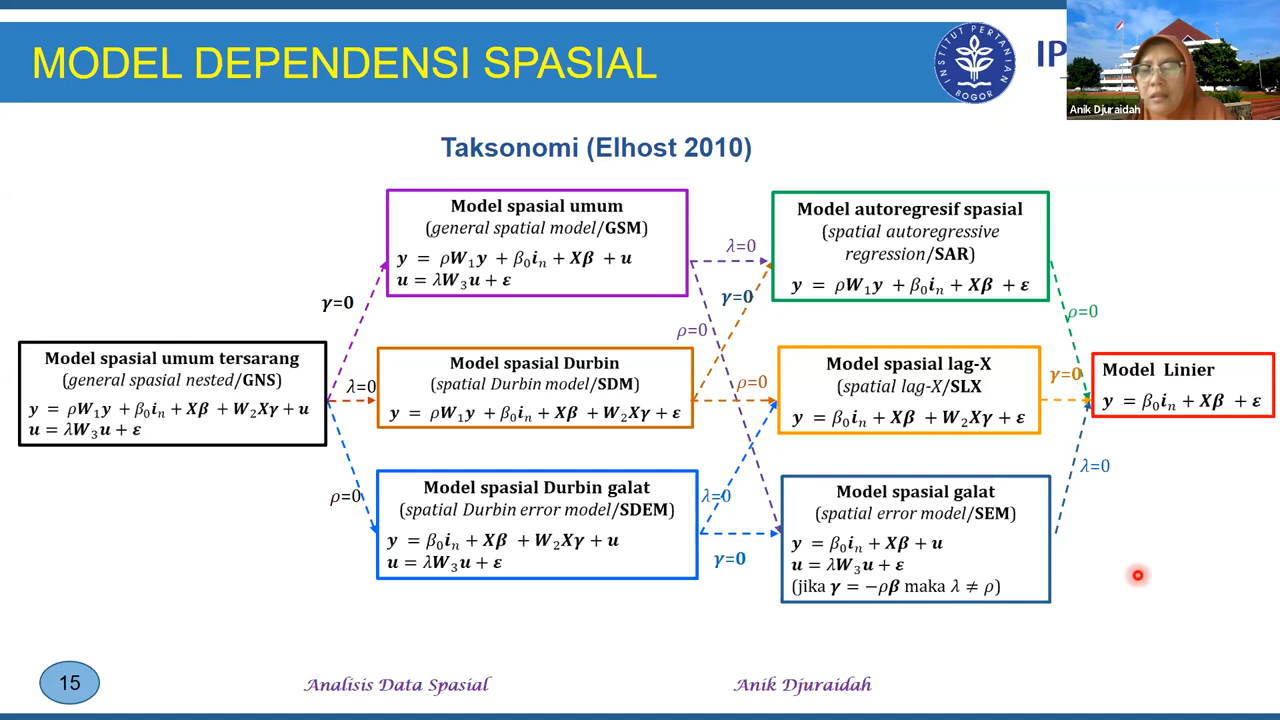 MODEL DEPENDENSI SPASIAL
INSTITUT PERTANIAN
BOGOR
IP
Anik Djuraidah
Taksonomi (Elhost 2010)
Model spasial umum
(general spatial model/GSM)
y = ρW₁y + β₀iₙ + Xβ + u
u = λW₃u + ε
Model autoregresif spasial
(spatial autoregressive
regression/SAR)
y = ρW₁y + β₀iₙ + Xβ + ε
λ=0
γ=0
γ=0
ρ=0
ρ=0
Model spasial umum tersarang
(general spasial nested/GNS)
y = ρW₁y + β₀iₙ + Xβ + W₂Xγ + u
u = λW₃u + ε
λ=0
Model spasial Durbin
(spatial Durbin model/SDM)
y = ρW₁y + β₀iₙ + Xβ + W₂Xγ + ε
ρ=0
Model spasial lag-X
(spatial lag-X/SLX
y = β₀iₙ + Xβ + W₂Xγ + ε
γ=0
Model Linier
y = β₀iₙ + Xβ + ε
ρ=0
Model spasial Durbin galat
(spatial Durbin error model/SDEM)
y = β₀iₙ + Xβ + W₂Xγ + u
u = λW₃u + ε
λ=0
γ=0
Model spasial galat
(spatial error model/SEM)
y = β₀iₙ + Xβ + u
u = λW₃u + ε
(jika γ = −ρβ maka λ ≠ ρ)
λ=0
15
Analisis Data Spasial
Anik Djuraidah